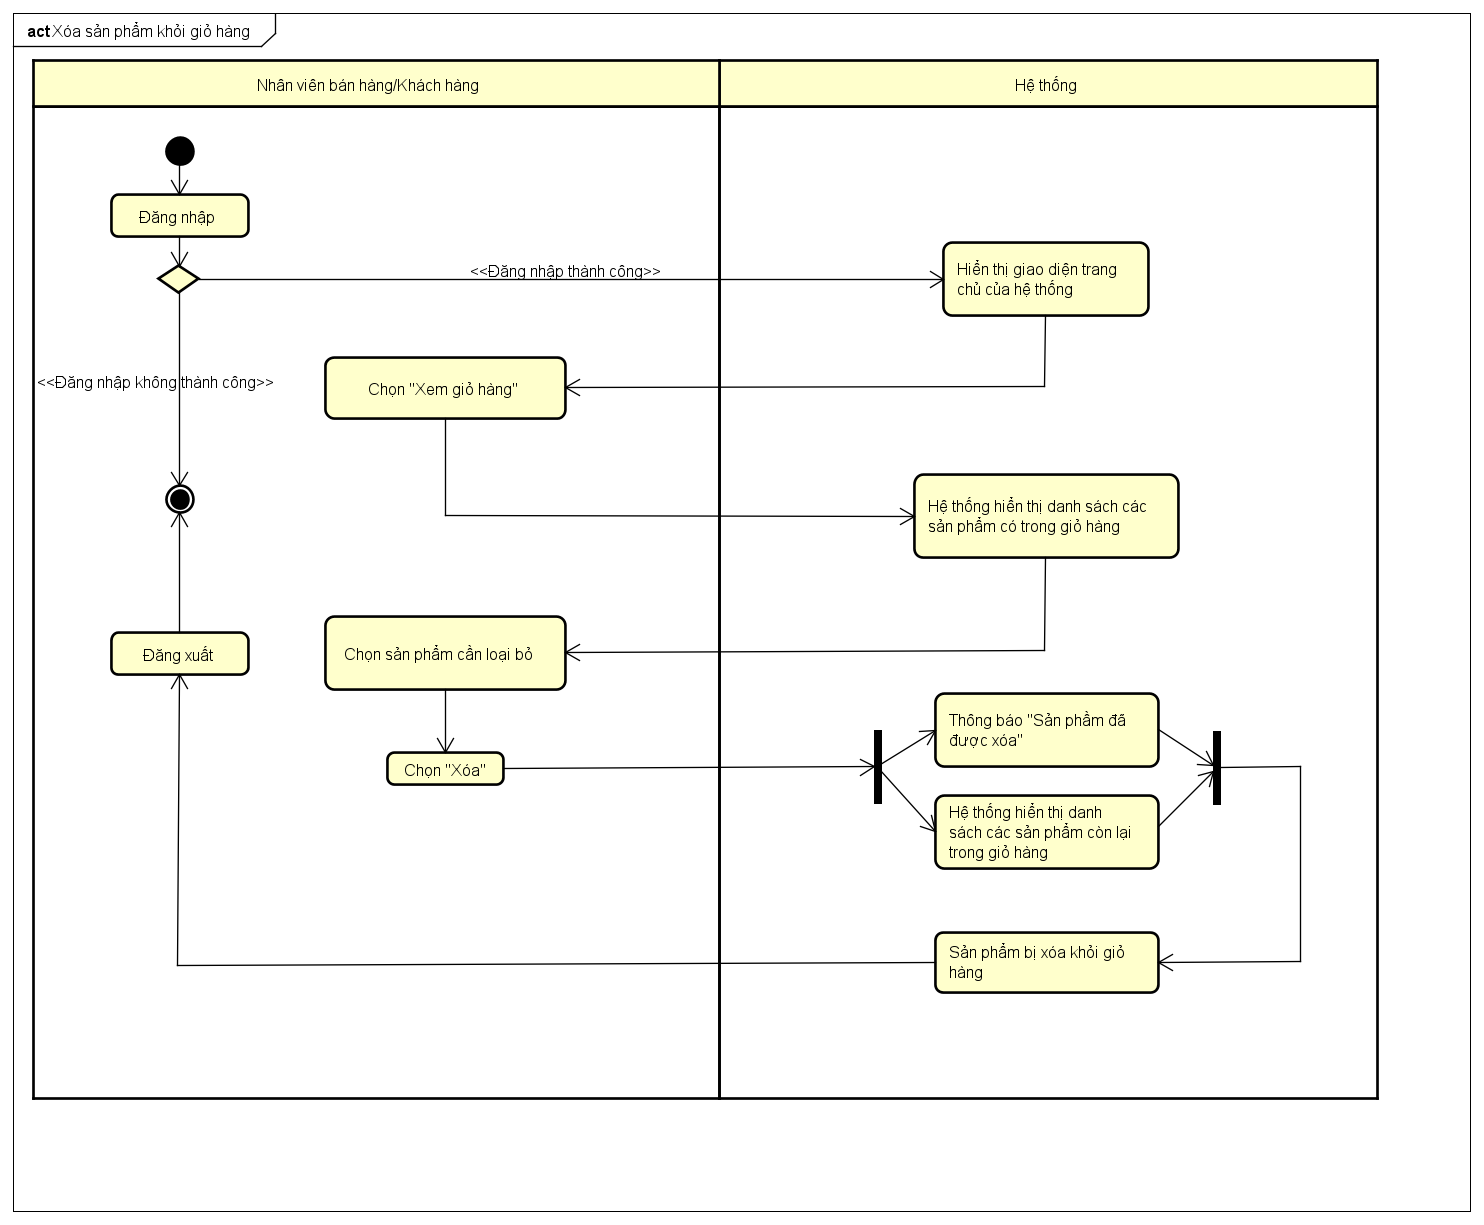 act Xóa sản phẩm khỏi giỏ hàng
Nhân viên bán hàng/Khách hàng
Hệ thống
Đăng nhập
<<Đăng nhập thành công>>
Hiển thị giao diện trang
chủ của hệ thống
<<Đăng nhập không thành công>>
Chọn "Xem giỏ hàng"
Hệ thống hiển thị danh sách các
sản phẩm có trong giỏ hàng
Đăng xuất
Chọn sản phẩm cần loại bỏ
Thông báo "Sản phầm đã
được xóa"
Chọn "Xóa"
Hệ thống hiển thị danh
sách các sản phẩm còn lại
trong giỏ hàng
Sản phẩm bị xóa khỏi giỏ
hàng